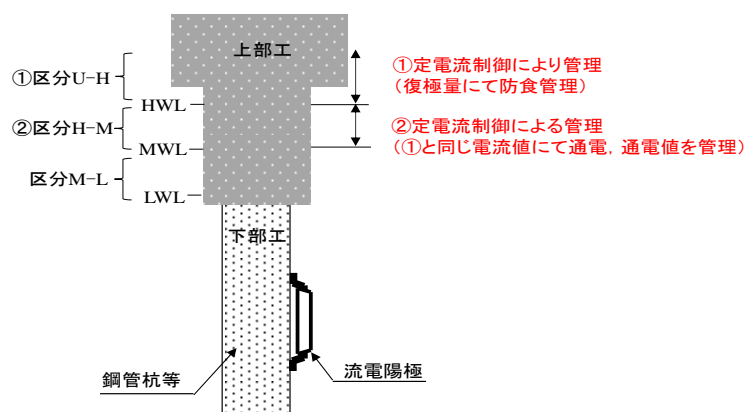 上部工
①区分U-H
①定電流制御により管理
(復極量にて防食管理)
HWL
②区分H-M
②定電流制御による管理
(①と同じ電流値にて通電，通電値を管理)
MWL
区分M-L
LWL
下部工
鋼管杭等
流電陽極